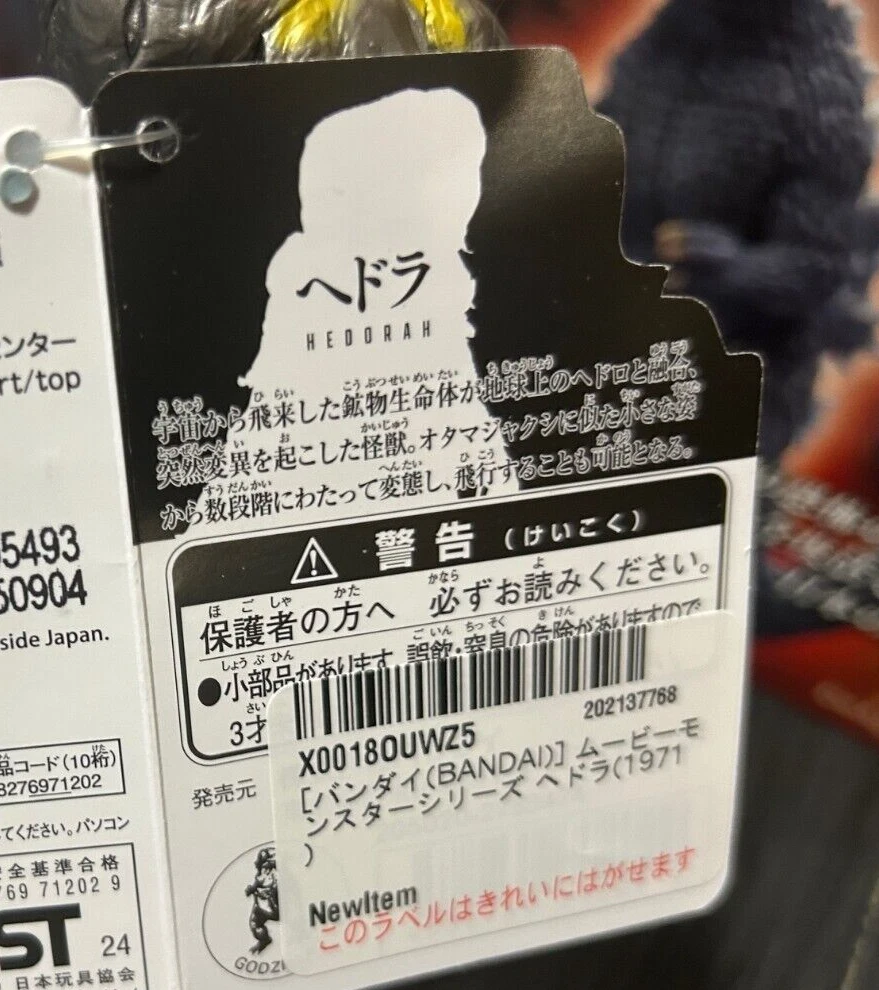 ヘドラ
HEDORAH
宇宙から飛来した鉱物生命体が地球上のヘドロと融合、
突然変異を起こした怪獣。オタマジャクシに似た小さな姿
から数段階にわたって変態し、飛行することも可能となる。
警告(けいこく)
保護者の方へ 必ずお読みください。
●小部品があります。誤飲・窒息の危険がありますので
3才
発売元
202137768
X0018OUWZ5
[バンダイ(BANDAI)] ムービーモ
ンスターシリーズ ヘドラ(1971
)
NewItem
このラベルはきれいにはがせます
ンター
rt/top
5493
50904
side Japan.
品コード(10桁)
8276971202
てください。パソコン
全基準合格
69 71202 9
ST 24
日本玩具協会